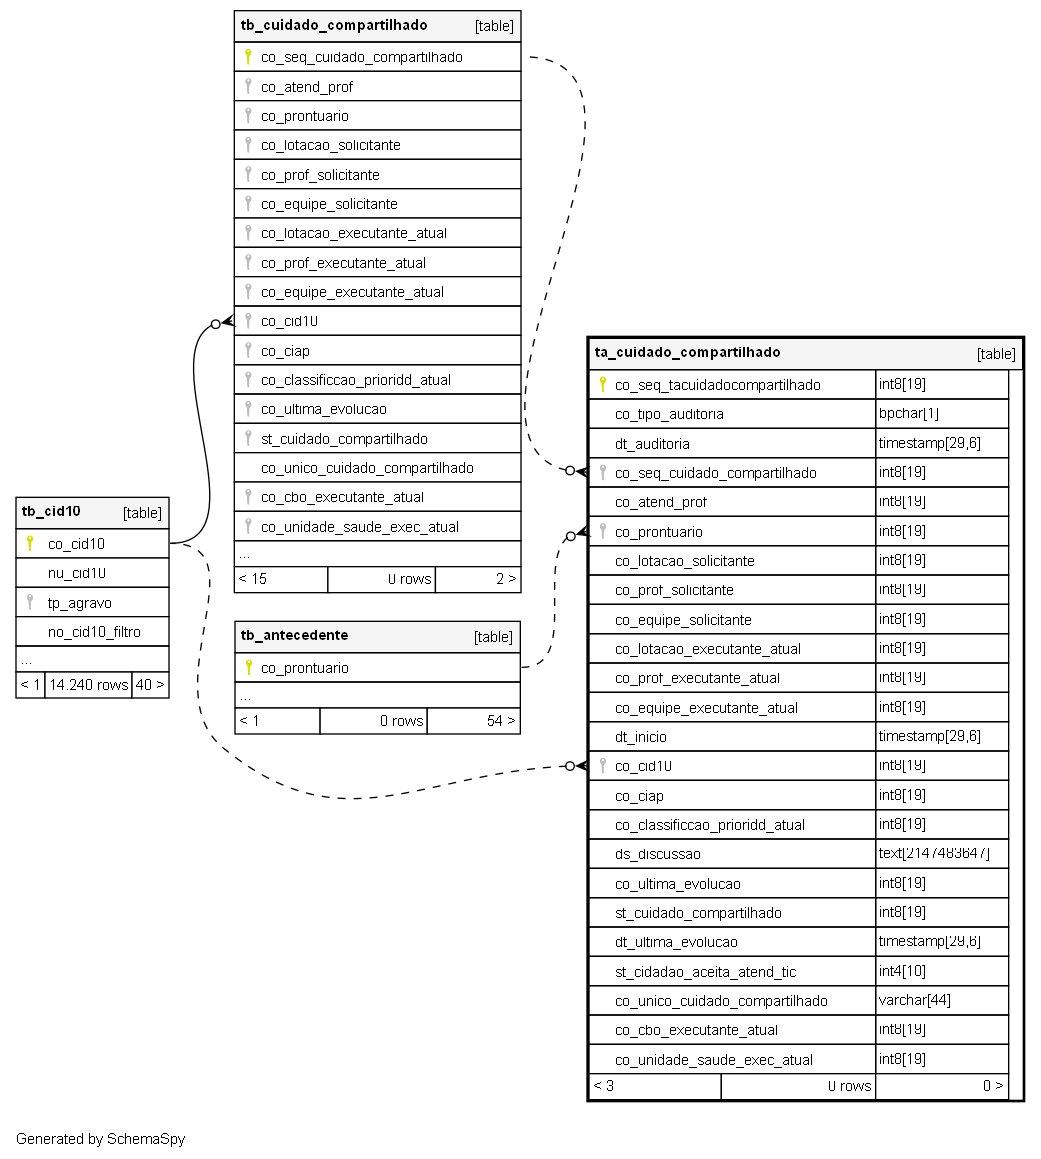 tb_cuidado_compartilhado [table]
co_seq_cuidado_compartilhado
co_atend_prof
co_prontuario
co_lotacao_solicitante
co_prof_solicitante
co_equipe_solicitante
co_lotacao_executante_atual
co_prof_executante_atual
co_equipe_executante_atual
co_cid10
co_ciap
co_classificcao_prioridd_atual
co_ultima_evolucao
st_cuidado_compartilhado
co_unico_cuidado_compartilhado
co_cbo_executante_atual
co_unidade_saude_exec_atual
...
< 15 0 rows 2 >
tb_cid10 [table]
co_cid10
nu_cid10
tp_agravo
no_cid10_filtro
...
< 1 14.240 rows 40 >
tb_antecedente [table]
co_prontuario
...
< 1 0 rows 54 >
ta_cuidado_compartilhado [table]
co_seq_tacuidadocompartilhado int8[19]
co_tipo_auditoria bpchar[1]
dt_auditoria timestamp[29,6]
co_seq_cuidado_compartilhado int8[19]
co_atend_prof int8[19]
co_prontuario int8[19]
co_lotacao_solicitante int8[19]
co_prof_solicitante int8[19]
co_equipe_solicitante int8[19]
co_lotacao_executante_atual int8[19]
co_prof_executante_atual int8[19]
co_equipe_executante_atual int8[19]
dt_inicio timestamp[29,6]
co_cid10 int8[19]
co_ciap int8[19]
co_classificcao_prioridd_atual int8[19]
ds_discussao text[2147483647]
co_ultima_evolucao int8[19]
st_cuidado_compartilhado int8[19]
dt_ultima_evolucao timestamp[29,6]
st_cidadao_aceita_atend_tic int4[10]
co_unico_cuidado_compartilhado varchar[44]
co_cbo_executante_atual int8[19]
co_unidade_saude_exec_atual int8[19]
< 3 0 rows 0 >
Generated by SchemaSpy